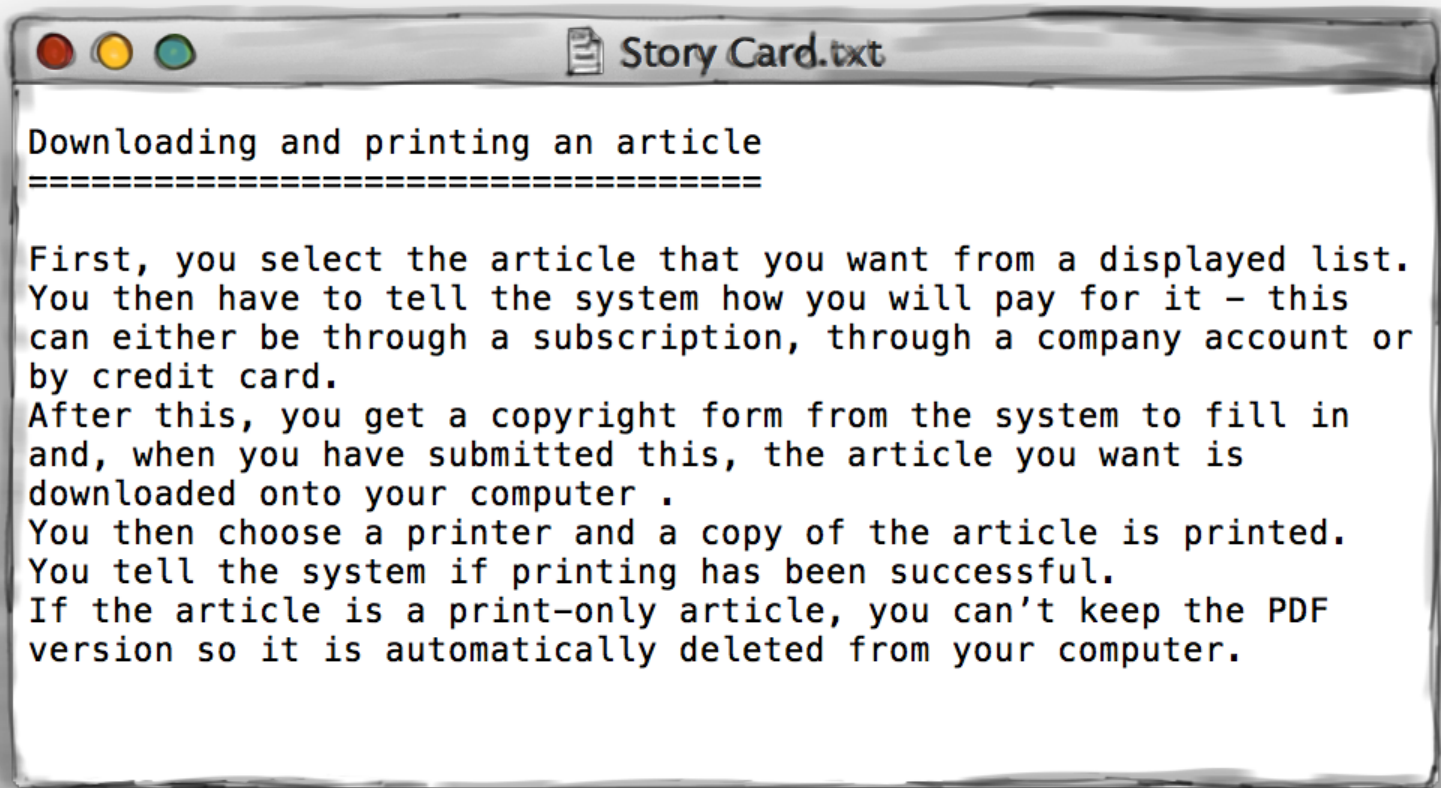 Story Card.txt
Downloading and printing an article
===================================
First, you select the article that you want from a displayed list.
You then have to tell the system how you will pay for it – this
can either be through a subscription, through a company account or
by credit card.
After this, you get a copyright form from the system to fill in
and, when you have submitted this, the article you want is
downloaded onto your computer .
You then choose a printer and a copy of the article is printed.
You tell the system if printing has been successful.
If the article is a print–only article, you can’t keep the PDF
version so it is automatically deleted from your computer.